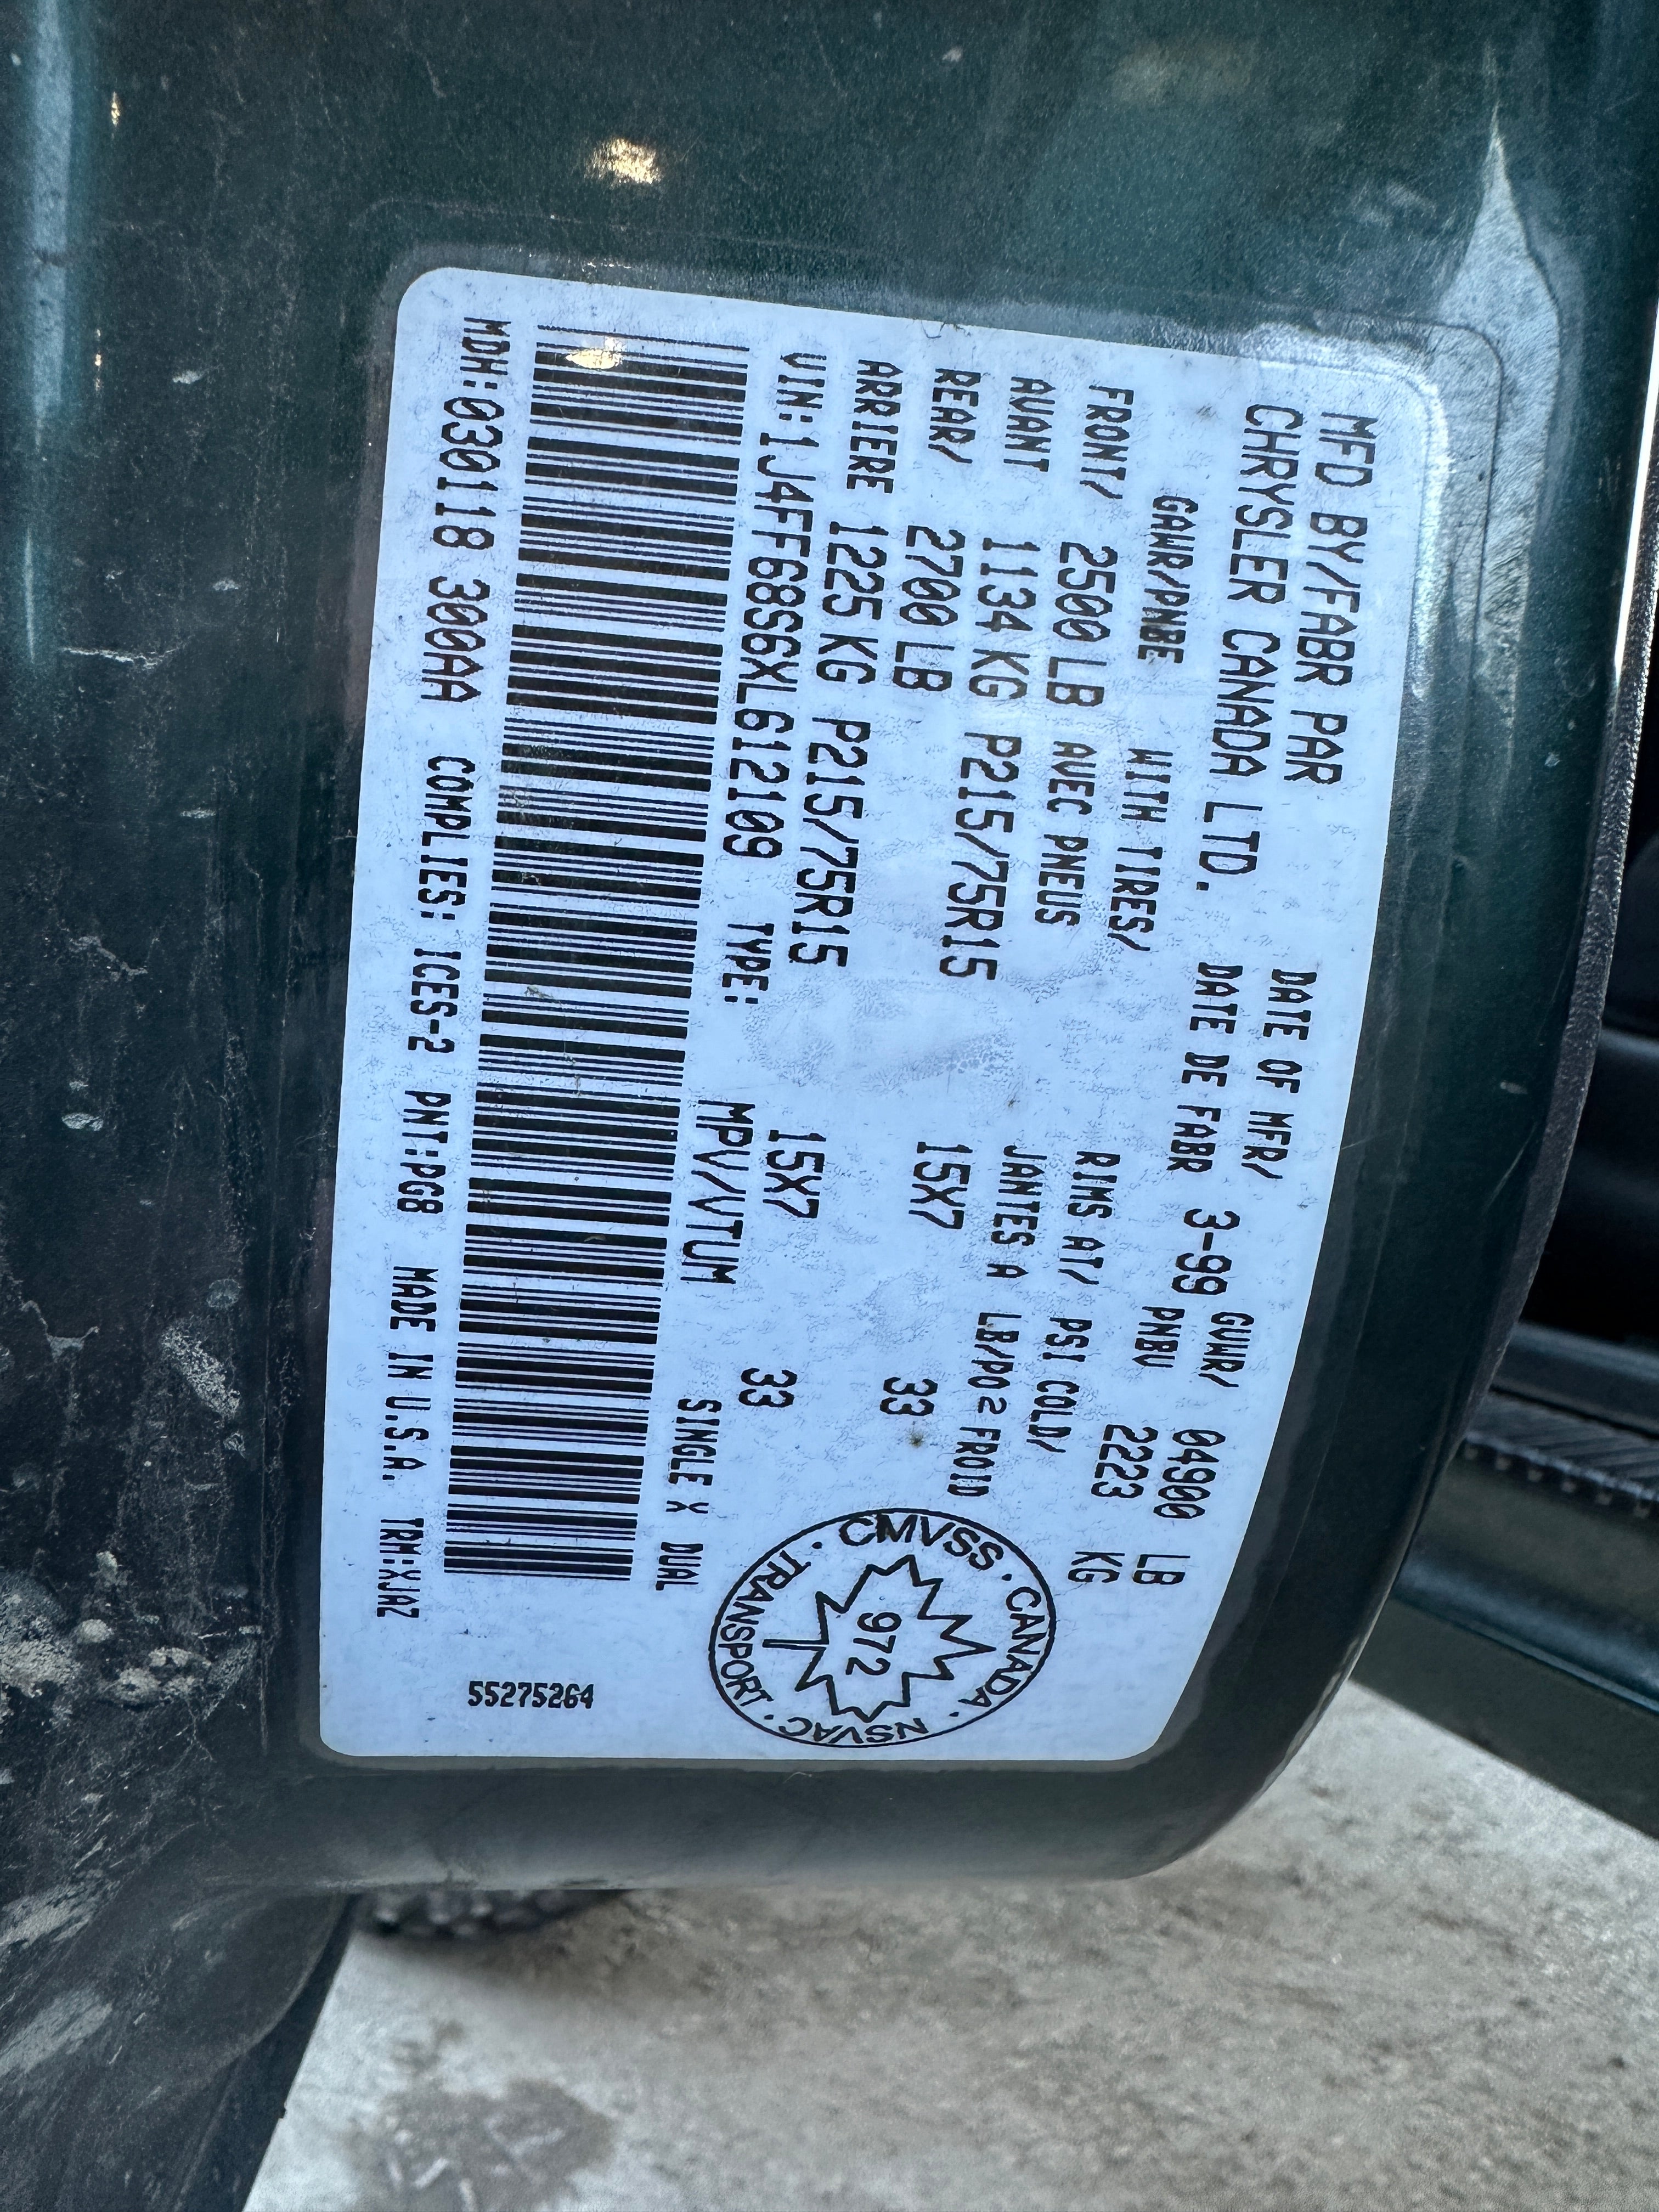 MFD BY/FABR PAR
CHRYSLER CANADA LTD.
DATE OF MFR/
DATE DE FABR 3-99
GVWR/
PNBV
04900 LB
2223 KG
GAWR/PNBE
WITH TIRES/
AVEC PNEUS
RIMS AT/
JANTES A
PSI COLD/
LB/PO2 FROID
FRONT/ 2500 LB
AVANT 1134 KG P215/75R15 15X7 33
REAR/ 2700 LB
ARRIERE 1225 KG P215/75R15 15X7 33
VIN:1J4FF68S6XL612109 TYPE: MPV/VTUM SINGLE X DUAL
MDH:030118 300AA COMPLIES: ICES-2 PNT:PG8 MADE IN U.S.A. TRM:XJAZ
CMVSS · CANADA · NSVAC · TRANSPORT ·
972
55275264